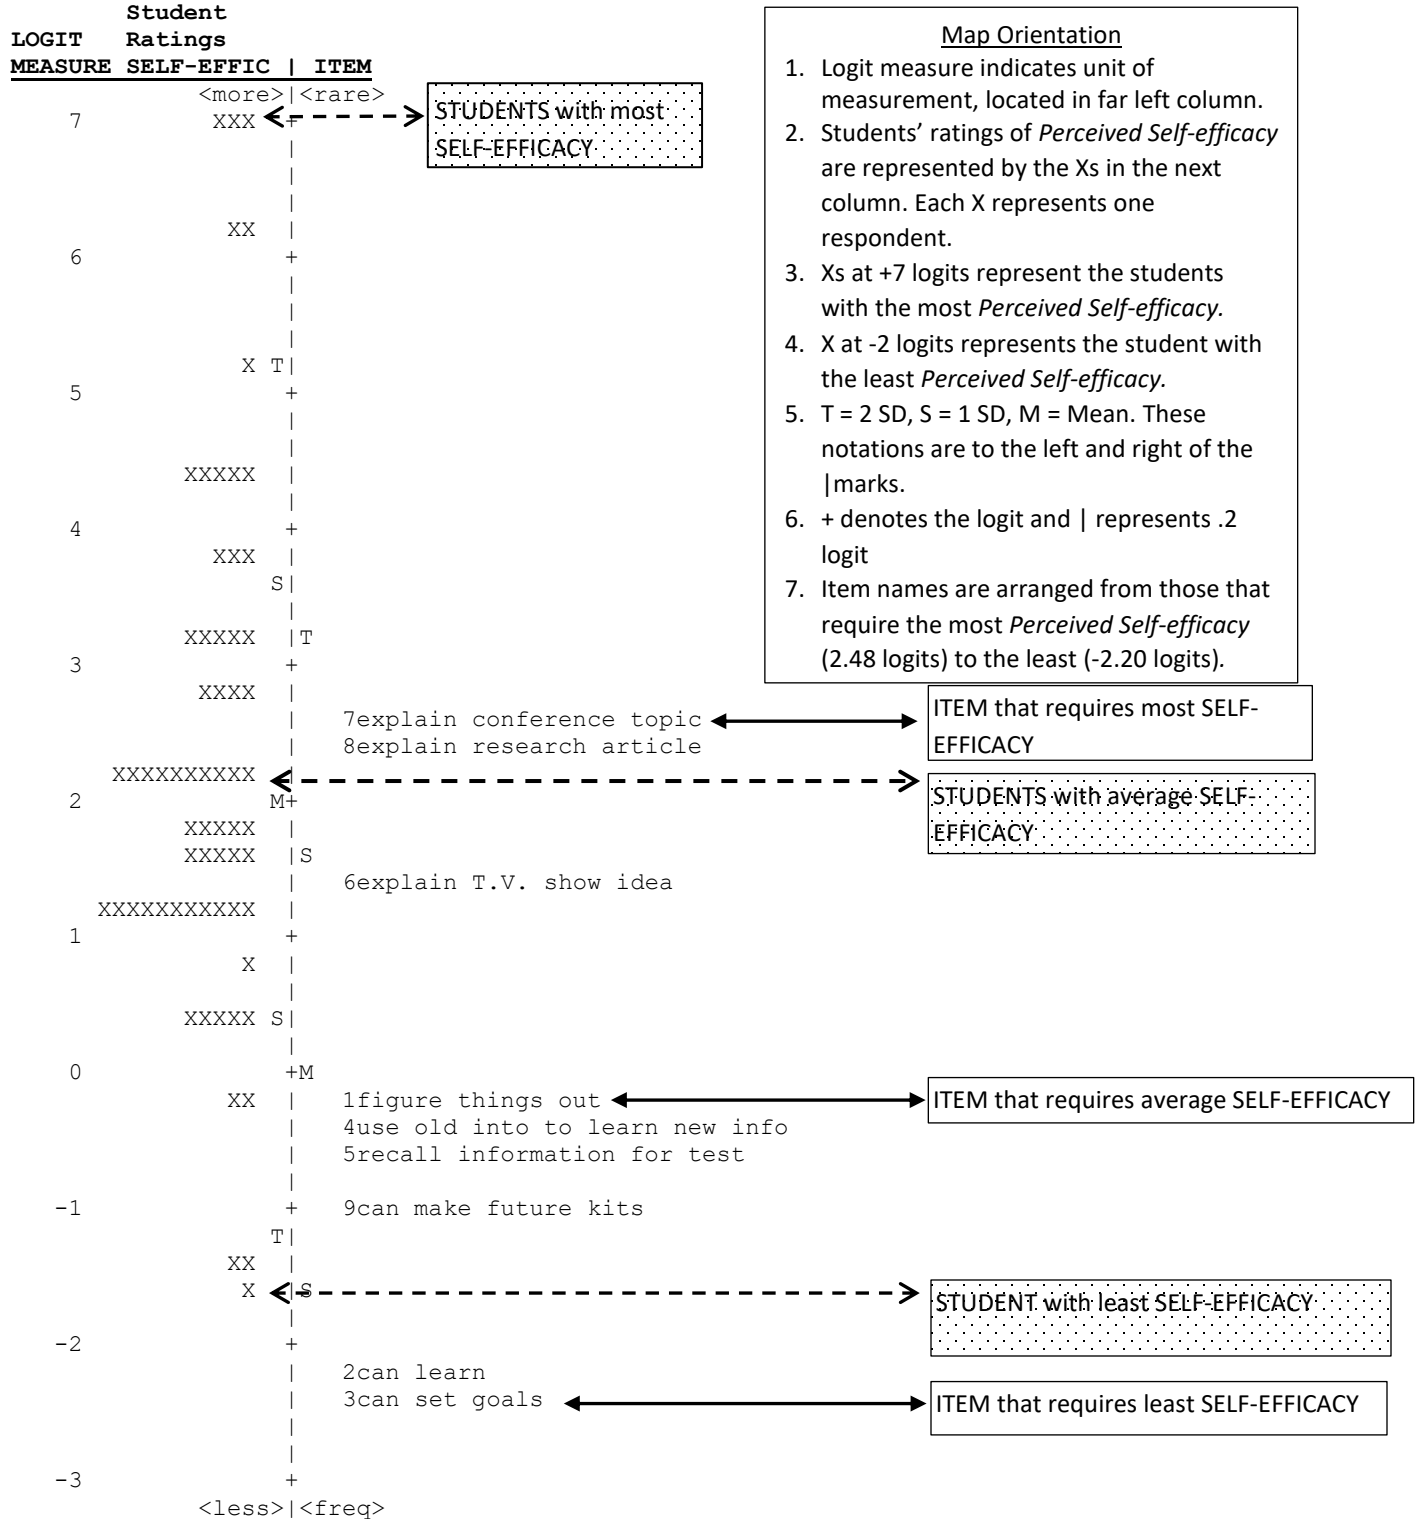 Student
LOGIT Ratings
MEASURE SELF-EFFIC | ITEM
<more>|<rare>
7 XXX +
|
|
|
XX |
6 +
|
|
|
X T|
5 +
|
|
XXXXX |
|
4 +
XXX |
S|
|
XXXXX |T
3 +
XXXX |
| 7explain conference topic
| 8explain research article
XXXXXXXXXX |
2 M+
XXXXX |
XXXXX |S
| 6explain T.V. show idea
XXXXXXXXXXX |
1 +
X |
|
XXXXX S|
|
0 +M
XX | 1figure things out
| 4use old into to learn new info
| 5recall information for test
|
-1 + 9can make future kits
T|
XX |
X |S
|
-2 +
| 2can learn
| 3can set goals
|
|
-3 +
<less>|<freq>
STUDENTS with most
SELF-EFFICACY
Map Orientation
1. Logit measure indicates unit of
measurement, located in far left column.
2. Students’ ratings of Perceived Self-efficacy
are represented by the Xs in the next
column. Each X represents one
respondent.
3. Xs at +7 logits represent the students
with the most Perceived Self-efficacy.
4. X at -2 logits represents the student with
the least Perceived Self-efficacy.
5. T = 2 SD, S = 1 SD, M = Mean. These
notations are to the left and right of the
|marks.
6. + denotes the logit and | represents .2
logit
7. Item names are arranged from those that
require the most Perceived Self-efficacy
(2.48 logits) to the least (-2.20 logits).
ITEM that requires most SELF-
EFFICACY
STUDENTS with average SELF-
EFFICACY
ITEM that requires average SELF-EFFICACY
STUDENT with least SELF-EFFICACY
ITEM that requires least SELF-EFFICACY